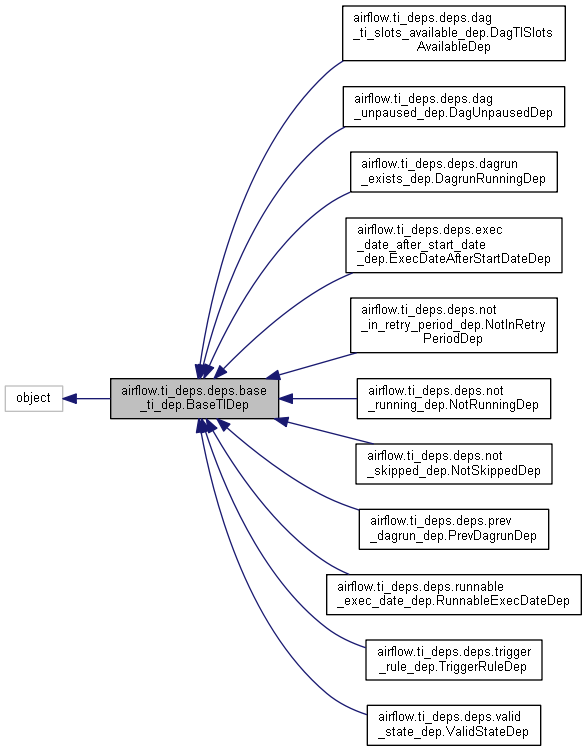 airflow.ti_deps.deps.dag
_ti_slots_available_dep.DagTISlots
AvailableDep
airflow.ti_deps.deps.dag
_unpaused_dep.DagUnpausedDep
airflow.ti_deps.deps.dagrun
_exists_dep.DagrunRunningDep
airflow.ti_deps.deps.exec
_date_after_start_date
_dep.ExecDateAfterStartDateDep
airflow.ti_deps.deps.not
_in_retry_period_dep.NotInRetry
PeriodDep
object
airflow.ti_deps.deps.base
_ti_dep.BaseTIDep
airflow.ti_deps.deps.not
_running_dep.NotRunningDep
airflow.ti_deps.deps.not
_skipped_dep.NotSkippedDep
airflow.ti_deps.deps.prev
_dagrun_dep.PrevDagrunDep
airflow.ti_deps.deps.runnable
_exec_date_dep.RunnableExecDateDep
airflow.ti_deps.deps.trigger
_rule_dep.TriggerRuleDep
airflow.ti_deps.deps.valid
_state_dep.ValidStateDep